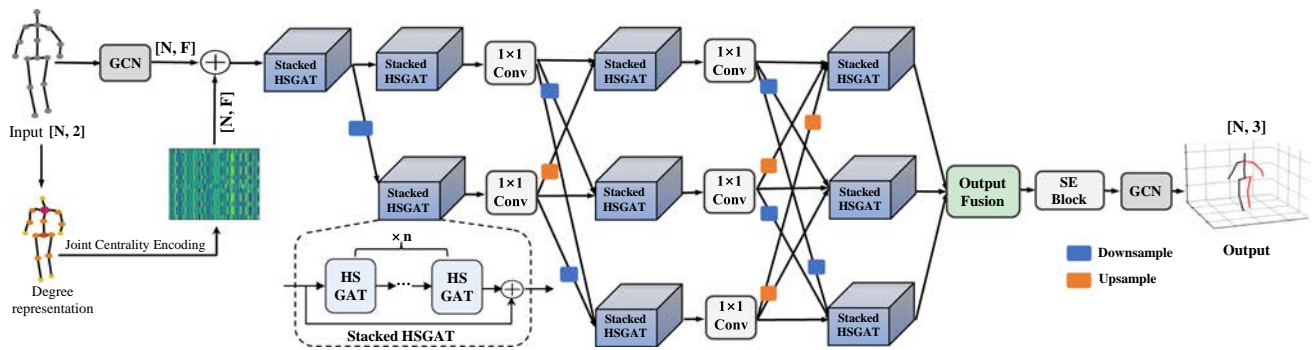 Input [N, 2]
GCN
[N, F]
[N, F]
Joint Centrality Encoding
Degree
representation
Stacked
HSGAT
Stacked
HSGAT
Stacked
HSGAT
1×1
Conv
1×1
Conv
× n
HS
GAT
...
HS
GAT
Stacked HSGAT
Stacked
HSGAT
Stacked
HSGAT
Stacked
HSGAT
1×1
Conv
1×1
Conv
1×1
Conv
Stacked
HSGAT
Stacked
HSGAT
Stacked
HSGAT
Output
Fusion
SE
Block
GCN
[N, 3]
Output
Downsample
Upsample